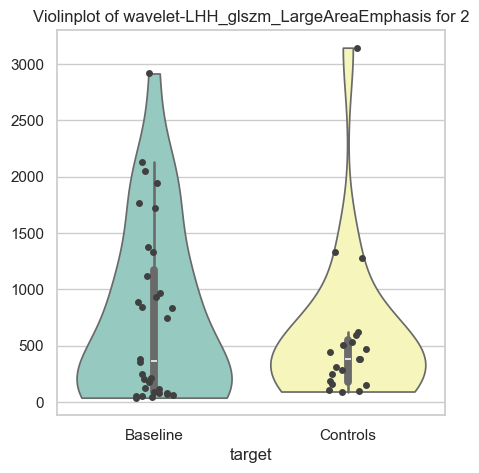 Violinplot of wavelet-LHH_glszm_LargeAreaEmphasis for 2
3000
2500
2000
1500
1000
500
0
Baseline
Controls
target